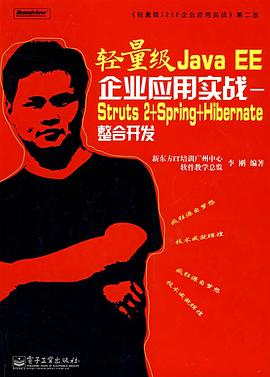 Broadview
《轻量级J2EE企业应用实战》第二版
轻量级 Java EE
企业应用实战—
Struts 2+Spring+Hibernate
整合开发
新东方IT培训广州中心
软件教学总监
李刚 编著
疯狂源自梦想
技术成就辉煌
疯狂源自梦想
技术成就辉煌
电子工业出版社